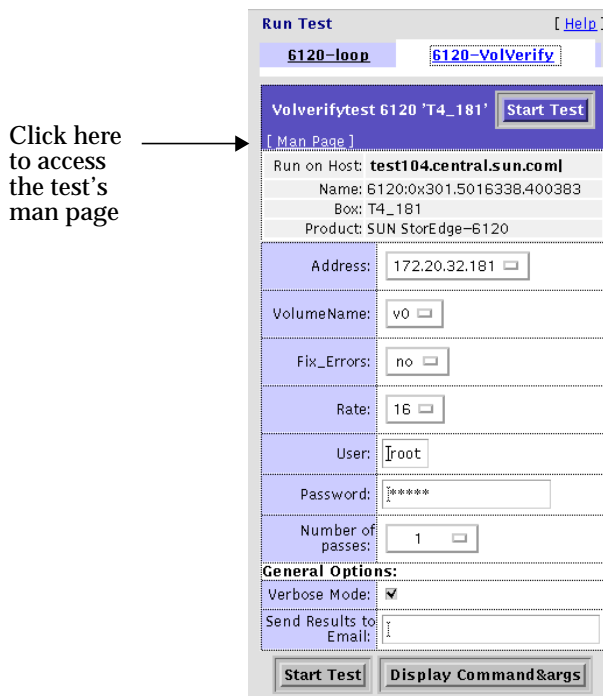 Run Test [ Help ]
6120-loop 6120-VolVerify
Volverifytest 6120 'T4_181' Start Test
[ Man Page ]
Click here
to access
the test's
man page
Run on Host: test104.central.sun.com
Name: 6120:0x301.5016338.400383
Box: T4_181
Product: SUN StorEdge-6120
Address: 172.20.32.181
VolumeName: v0
Fix_Errors: no
Rate: 16
User: root
Password: *****
Number of
passes: 1
General Options:
Verbose Mode:
Send Results to
Email:
Start Test Display Command&args